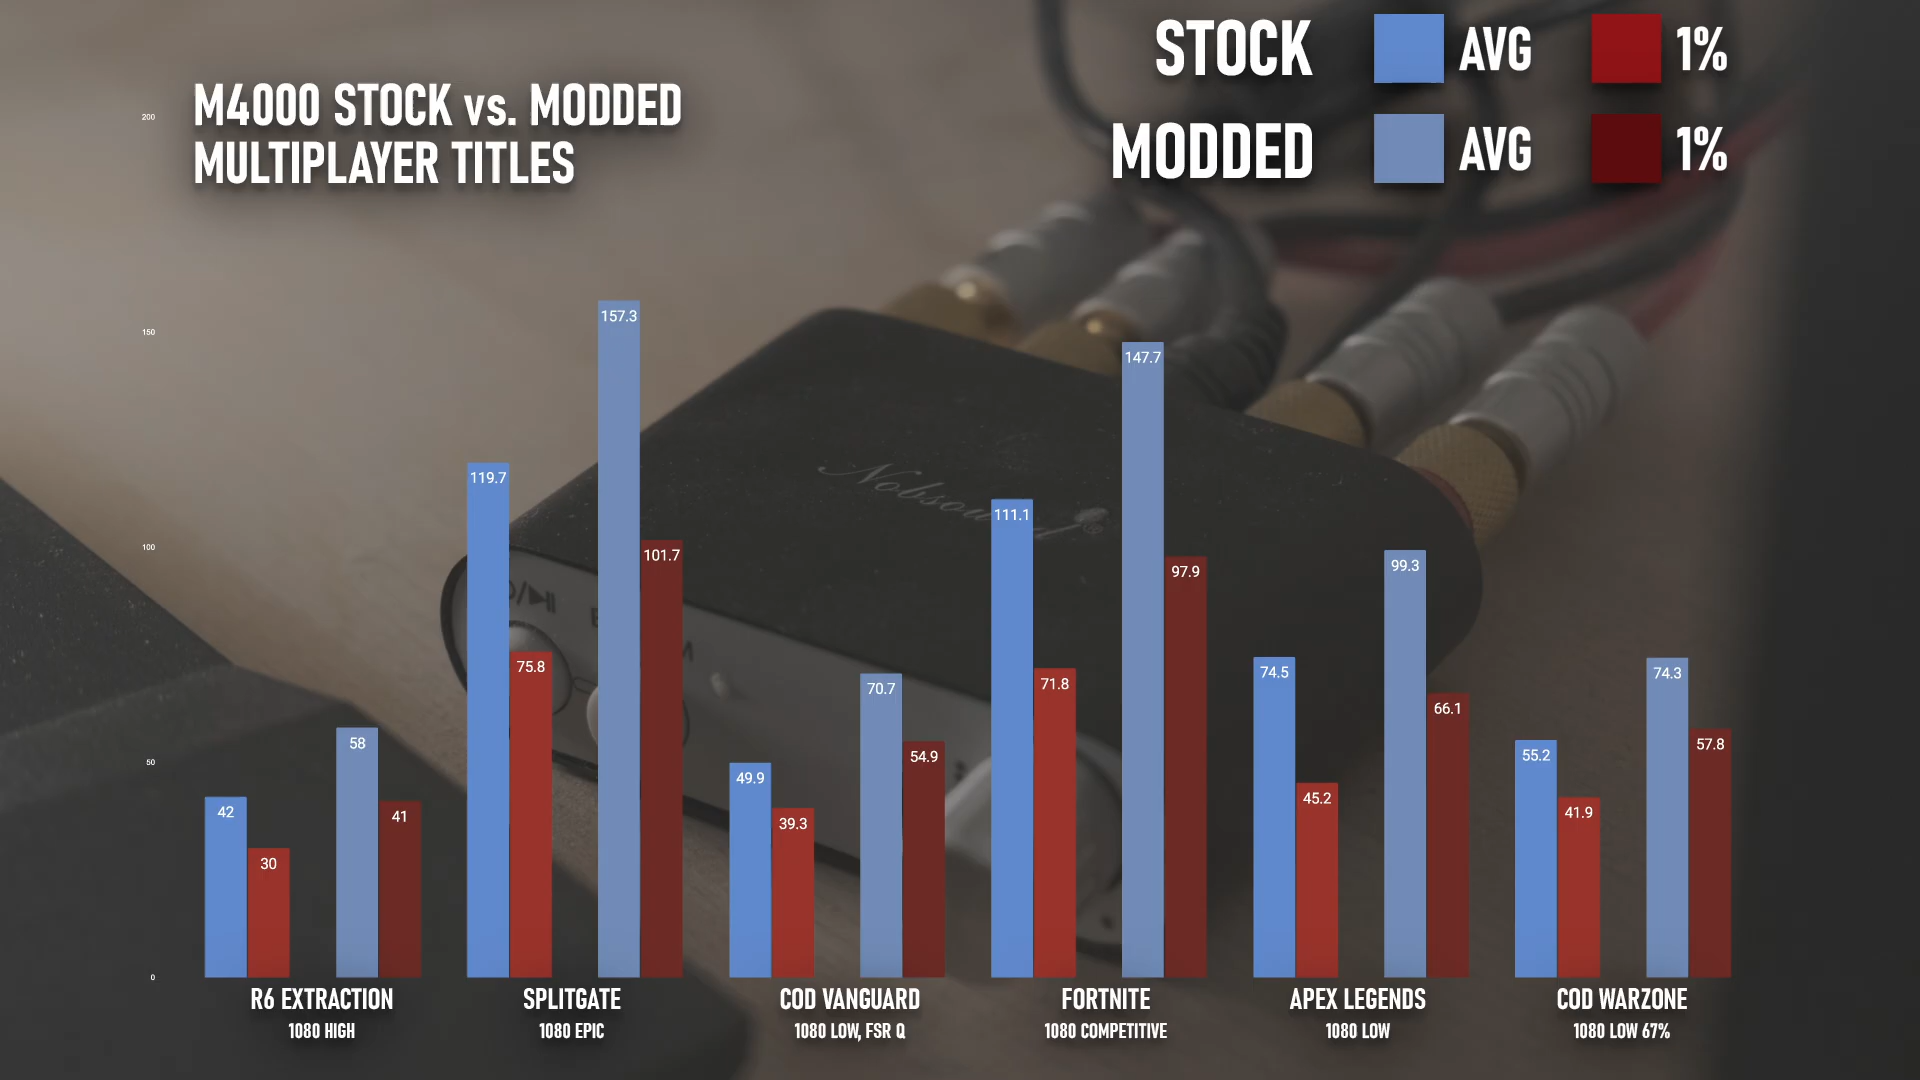 STOCK AVG 1%
MODDED AVG 1%
M4000 STOCK vs. MODDED
MULTIPLAYER TITLES
200
150
100
50
0
42
30
58
41
119.7
75.8
157.3
101.7
49.9
39.3
70.7
54.9
111.1
71.8
147.7
97.9
74.5
45.2
99.3
66.1
55.2
41.9
74.3
57.8
R6 EXTRACTION
1080 HIGH
SPLITGATE
1080 EPIC
COD VANGUARD
1080 LOW, FSR Q
FORTNITE
1080 COMPETITIVE
APEX LEGENDS
1080 LOW
COD WARZONE
1080 LOW 67%